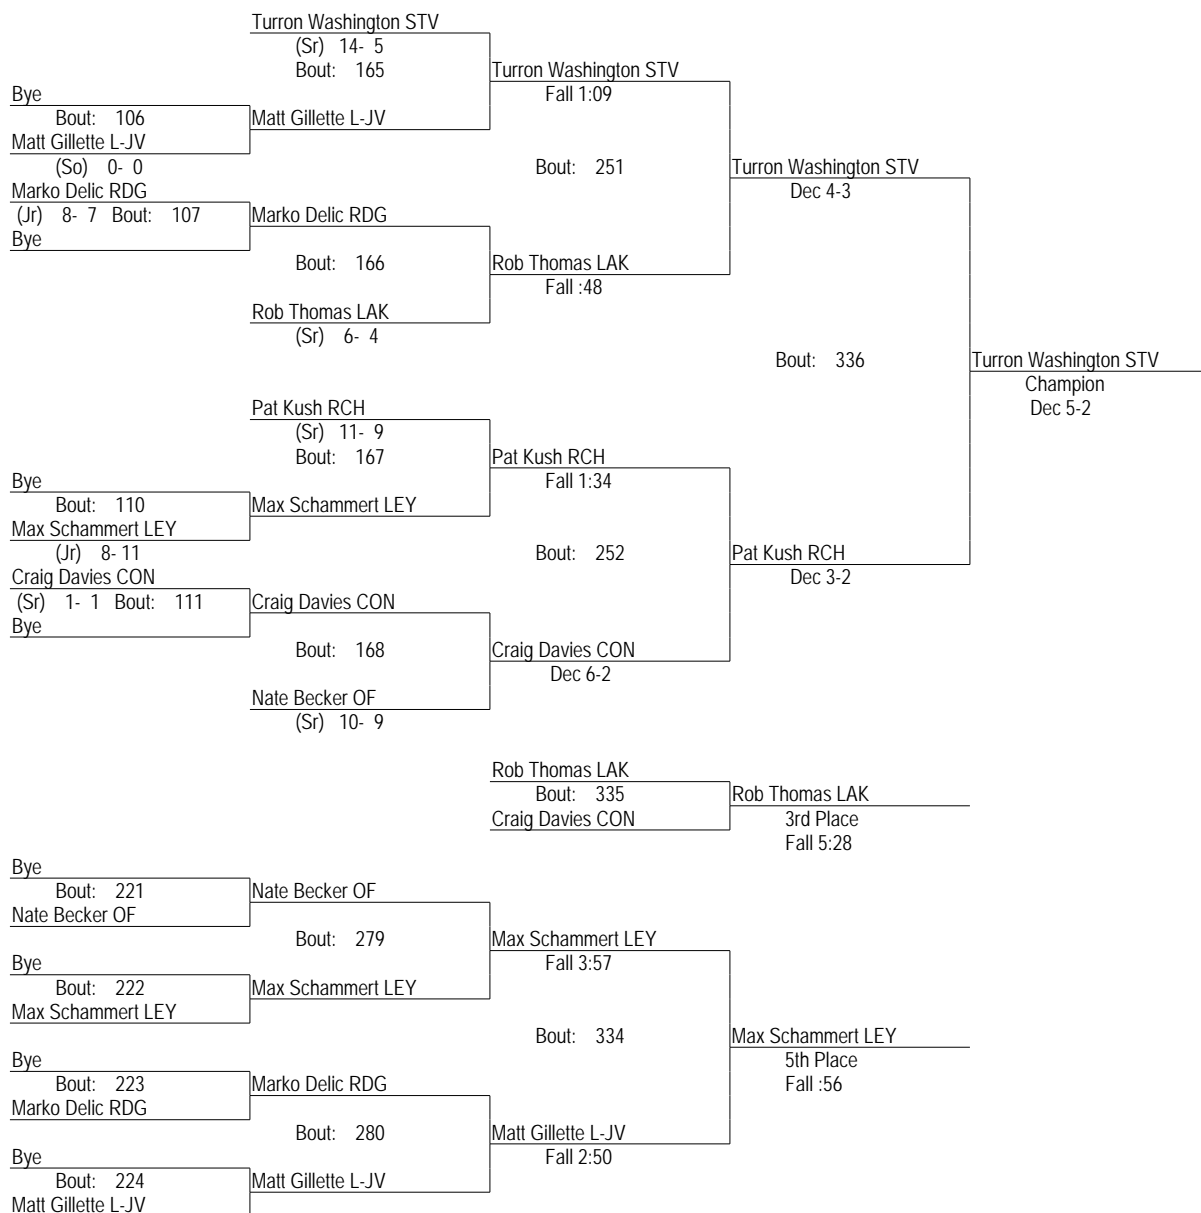 Turron Washington STV
(Sr) 14- 5
Bout: 165
Turron Washington STV
Fall 1:09
Bye
Bout: 106
Matt Gillette L-JV
Matt Gillette L-JV
(So) 0- 0
Bout: 251
Turron Washington STV
Dec 4-3
Marko Delic RDG
(Jr) 8- 7 Bout: 107
Marko Delic RDG
Bye
Bout: 166
Rob Thomas LAK
Fall :48
Rob Thomas LAK
(Sr) 6- 4
Bout: 336
Turron Washington STV
Champion
Dec 5-2
Pat Kush RCH
(Sr) 11- 9
Bout: 167
Pat Kush RCH
Fall 1:34
Bye
Bout: 110
Max Schammert LEY
Max Schammert LEY
(Jr) 8- 11
Bout: 252
Pat Kush RCH
Dec 3-2
Craig Davies CON
(Sr) 1- 1 Bout: 111
Craig Davies CON
Bye
Bout: 168
Craig Davies CON
Dec 6-2
Nate Becker OF
(Sr) 10- 9
Rob Thomas LAK
Bout: 335
Rob Thomas LAK
Craig Davies CON
3rd Place
Fall 5:28
Bye
Bout: 221
Nate Becker OF
Nate Becker OF
Bout: 279
Max Schammert LEY
Fall 3:57
Bye
Bout: 222
Max Schammert LEY
Max Schammert LEY
Bout: 334
Max Schammert LEY
5th Place
Fall :56
Bye
Bout: 223
Marko Delic RDG
Marko Delic RDG
Bout: 280
Matt Gillette L-JV
Fall 2:50
Bye
Bout: 224
Matt Gillette L-JV
Matt Gillette L-JV